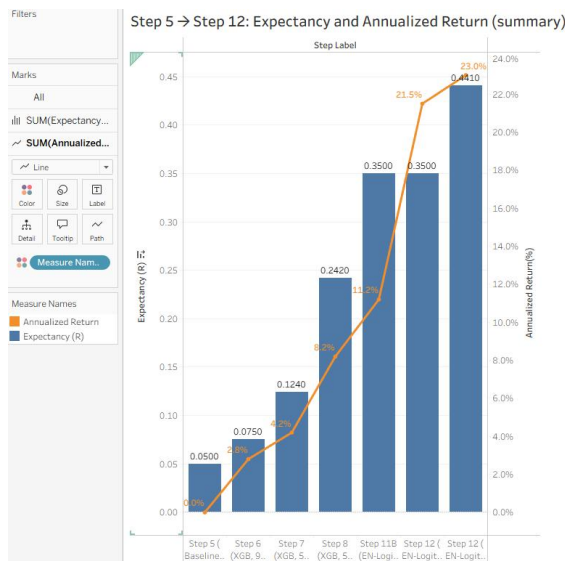 Filters
Marks
All
SUM(Expectancy...
SUM(Annualized...
Line
Color Size Label
Detail Tooltip Path
Measure Nam..
Measure Names
Annualized Return
Expectancy (R)
Step 5 → Step 12: Expectancy and Annualized Return (summary)
Step Label
Expectancy (R)
0.45
0.40
0.35
0.30
0.25
0.20
0.15
0.10
0.05
0.00
0.0500
0.0750
0.1240
0.2420
0.3500
0.3500
0.4410
0.0%
2.8%
4.2%
8.2%
11.2%
21.5%
23.0%
24.0%
22.0%
20.0%
18.0%
16.0%
14.0%
12.0%
10.0%
8.0%
6.0%
4.0%
2.0%
0.0%
Annualized Return(%)
Step 5 ( Step 6 Step 7 Step 8 Step 11B Step 12 ( Step 12 (
Baseline.. (XGB, 9.. (XGB, 5.. (XGB, 5.. (EN-Logi.. EN-Logit.. EN-Logit..